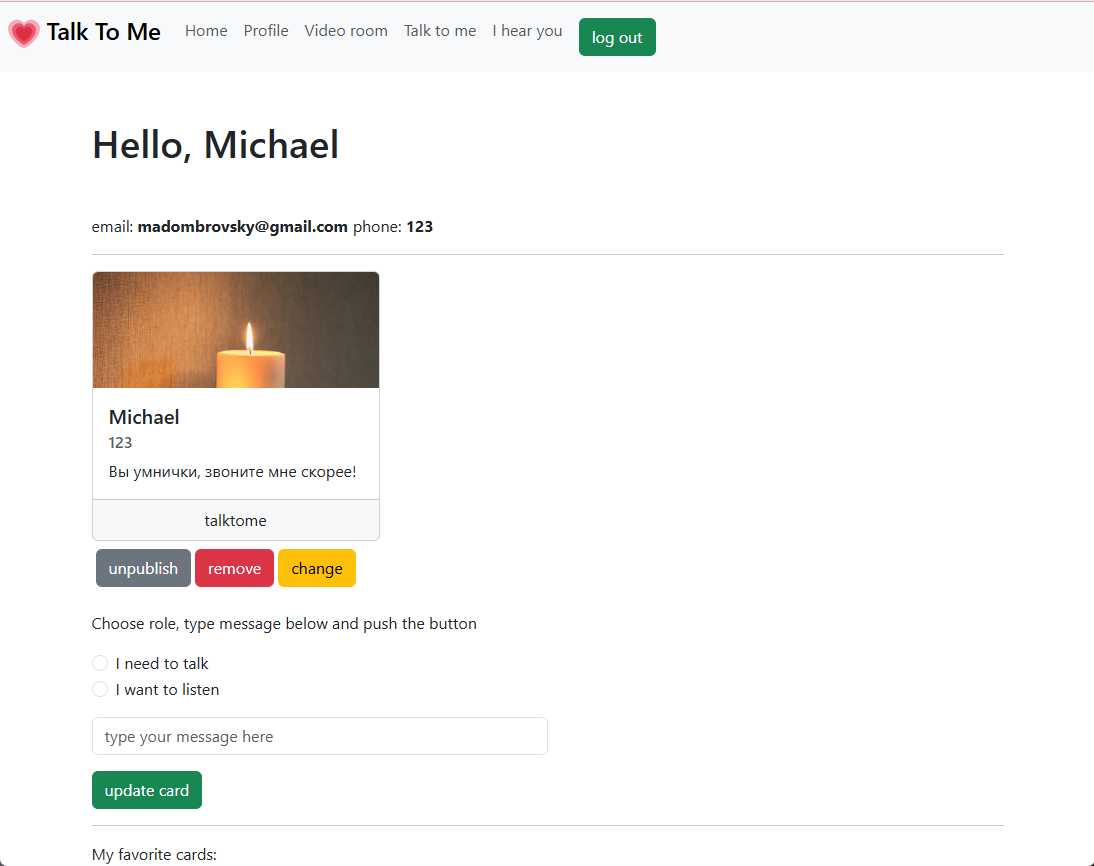 Talk To Me Home Profile Video room Talk to me I hear you log out
Hello, Michael
email: madombrovsky@gmail.com phone: 123
Michael
123
Вы умнички, звоните мне скорее!
talktome
unpublish remove change
Choose role, type message below and push the button
I need to talk
I want to listen
type your message here
update card
My favorite cards: